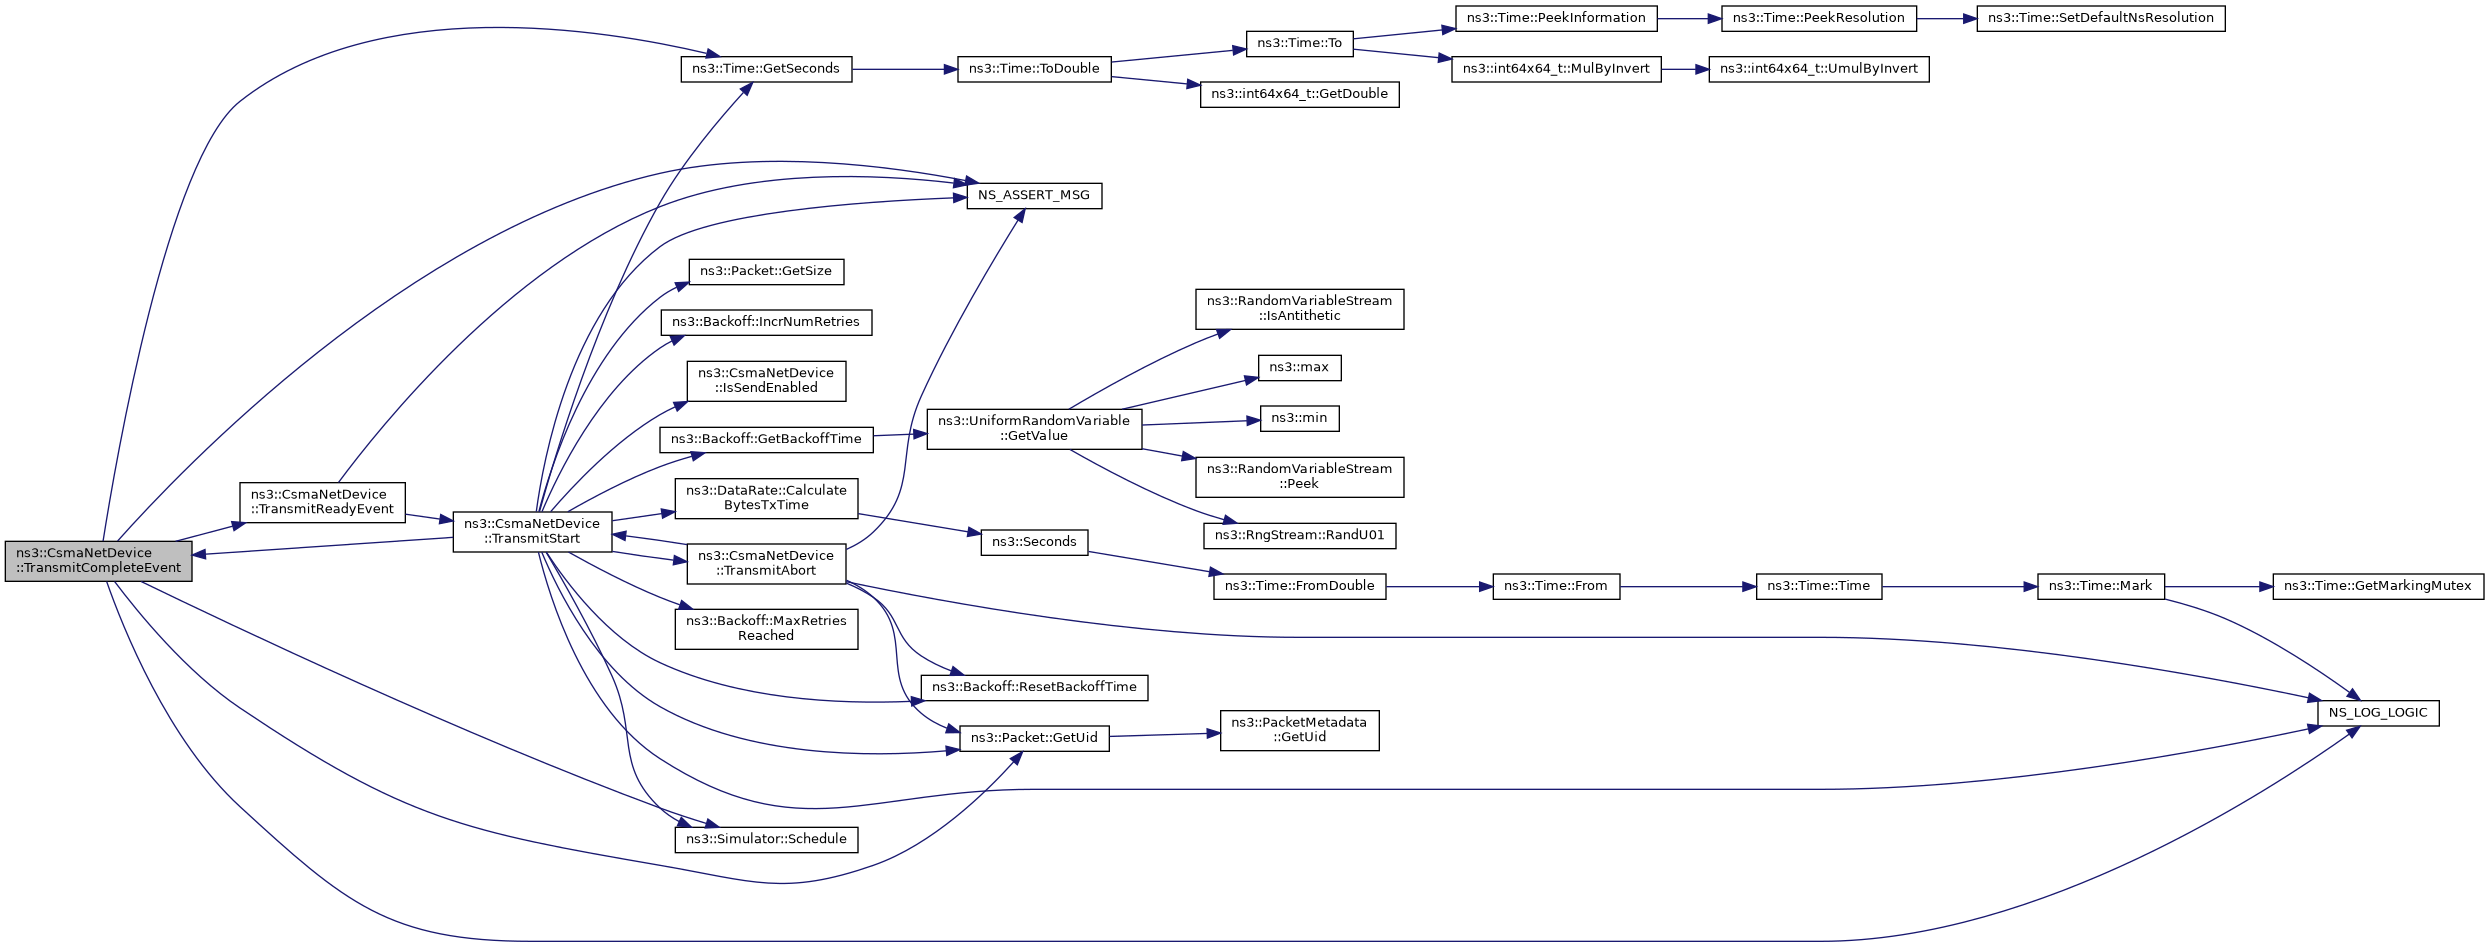 ns3::Time::PeekInformation
ns3::Time::PeekResolution
ns3::Time::SetDefaultNsResolution
ns3::Time::To
ns3::Time::GetSeconds
ns3::Time::ToDouble
ns3::int64x64_t::MulByInvert
ns3::int64x64_t::UmulByInvert
ns3::int64x64_t::GetDouble
NS_ASSERT_MSG
ns3::Packet::GetSize
ns3::RandomVariableStream
::IsAntithetic
ns3::Backoff::IncrNumRetries
ns3::max
ns3::CsmaNetDevice
::IsSendEnabled
ns3::min
ns3::UniformRandomVariable
::GetValue
ns3::Backoff::GetBackoffTime
ns3::RandomVariableStream
::Peek
ns3::DataRate::Calculate
BytesTxTime
ns3::CsmaNetDevice
::TransmitReadyEvent
ns3::CsmaNetDevice
::TransmitStart
ns3::RngStream::RandU01
ns3::Seconds
ns3::CsmaNetDevice
::TransmitCompleteEvent
ns3::CsmaNetDevice
::TransmitAbort
ns3::Time::FromDouble
ns3::Time::From
ns3::Time::Time
ns3::Time::Mark
ns3::Time::GetMarkingMutex
ns3::Backoff::MaxRetries
Reached
ns3::Backoff::ResetBackoffTime
NS_LOG_LOGIC
ns3::Packet::GetUid
ns3::PacketMetadata
::GetUid
ns3::Simulator::Schedule